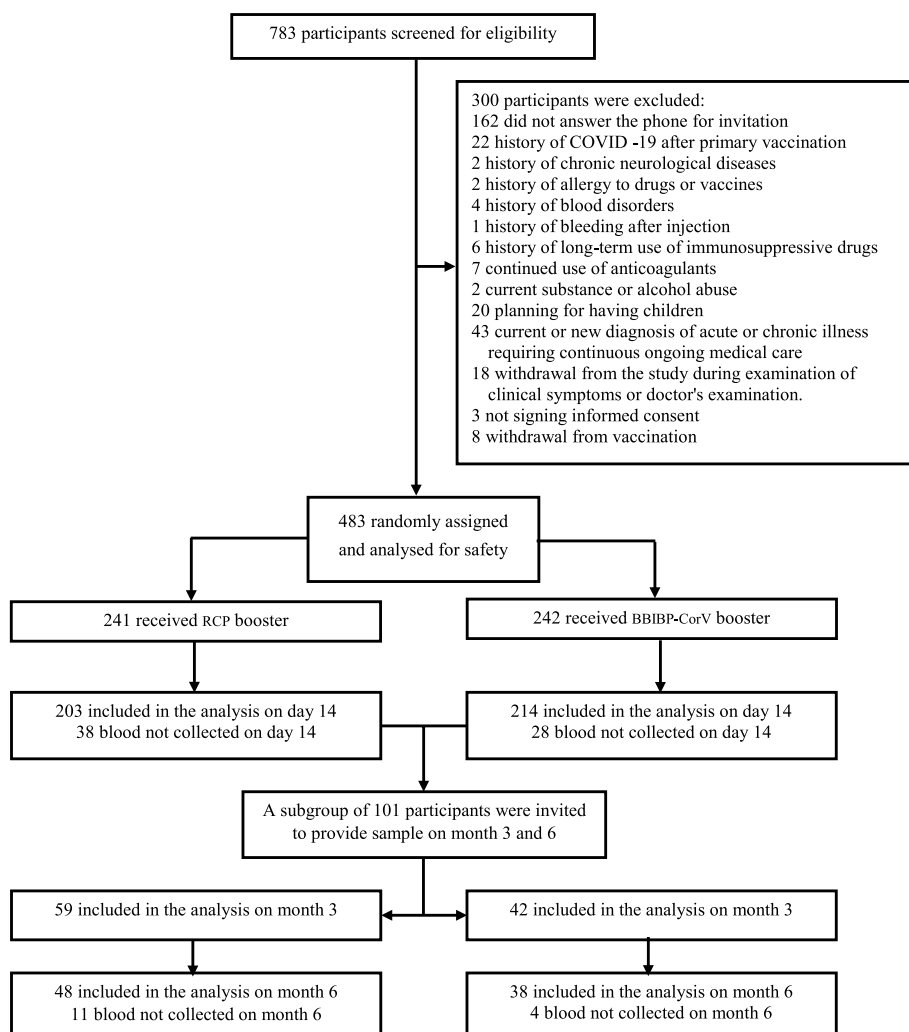 783 participants screened for eligibility
300 participants were excluded:
162 did not answer the phone for invitation
22 history of COVID -19 after primary vaccination
2 history of chronic neurological diseases
2 history of allergy to drugs or vaccines
4 history of blood disorders
1 history of bleeding after injection
6 history of long-term use of immunosuppressive drugs
7 continued use of anticoagulants
2 current substance or alcohol abuse
20 planning for having children
43 current or new diagnosis of acute or chronic illness
requiring continuous ongoing medical care
18 withdrawal from the study during examination of
clinical symptoms or doctor's examination.
3 not signing informed consent
8 withdrawal from vaccination
483 randomly assigned
and analysed for safety
241 received RCP booster
242 received BBIBP-CorV booster
203 included in the analysis on day 14
38 blood not collected on day 14
214 included in the analysis on day 14
28 blood not collected on day 14
A subgroup of 101 participants were invited
to provide sample on month 3 and 6
59 included in the analysis on month 3
42 included in the analysis on month 3
48 included in the analysis on month 6
11 blood not collected on month 6
38 included in the analysis on month 6
4 blood not collected on month 6